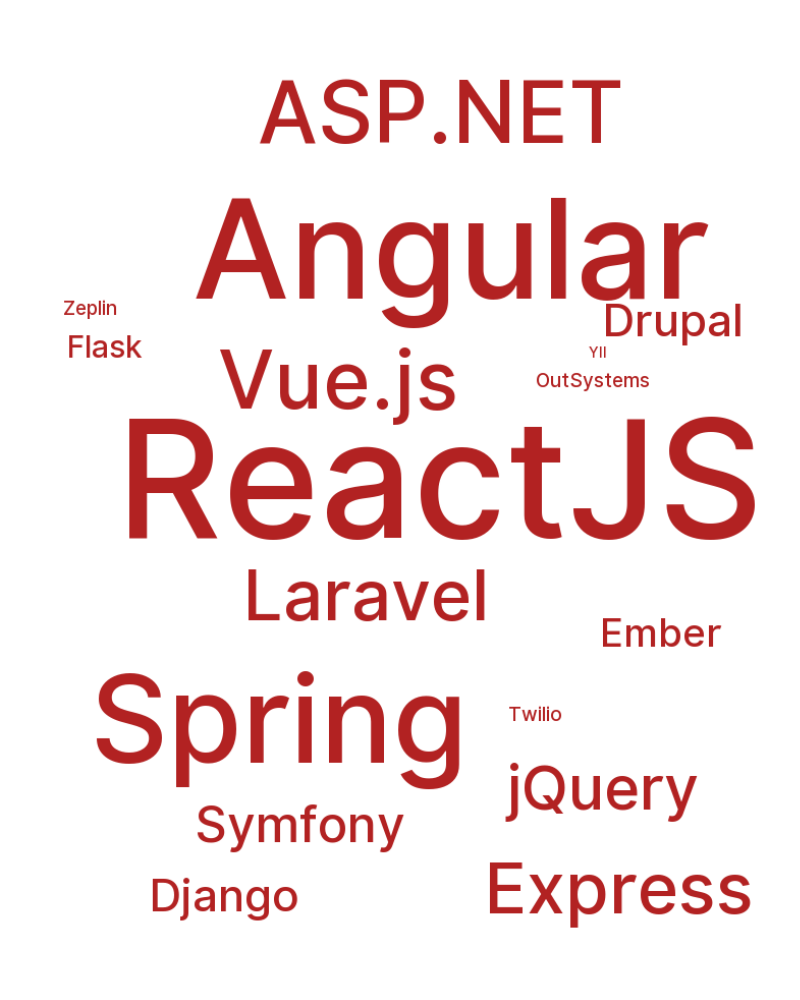 ASP.NET
Angular
Zeplin
Drupal
Flask
YII
Vue.js
OutSystems
ReactJS
Laravel
Ember
Spring
Twilio
jQuery
Symfony
Express
Django